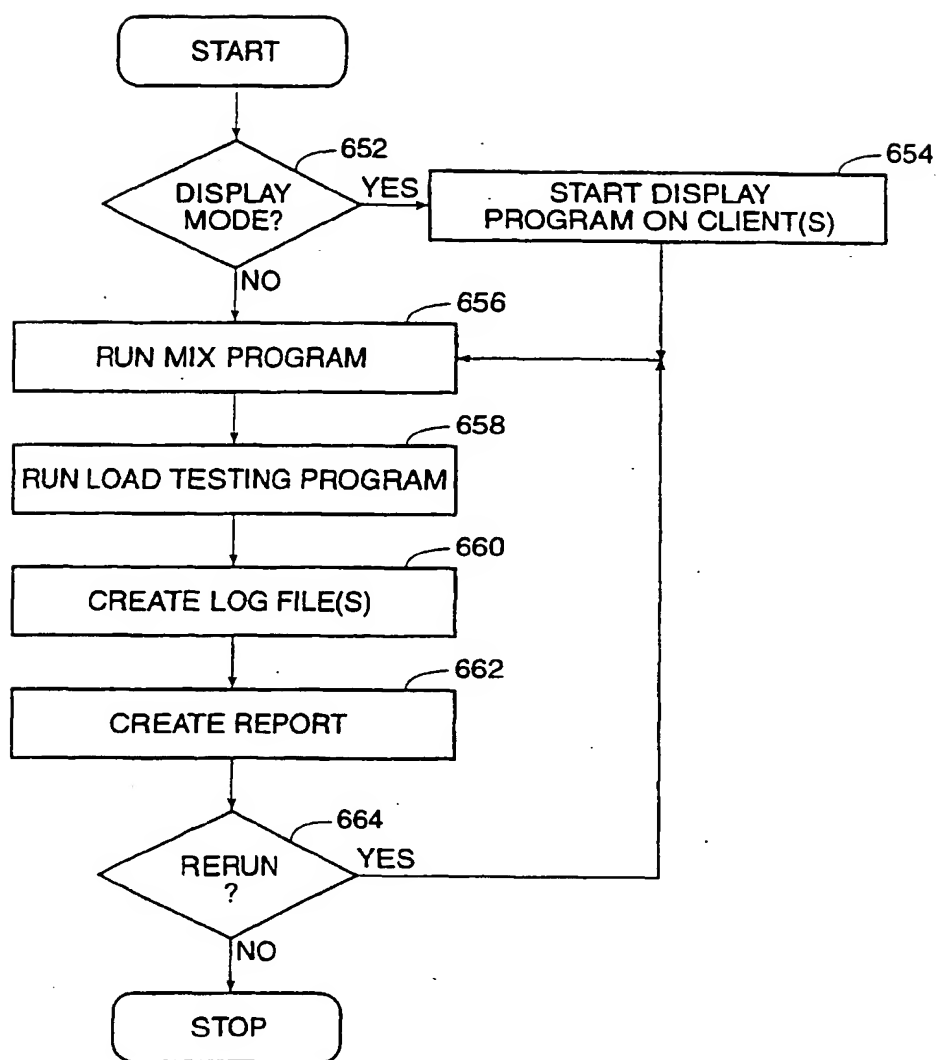 START
652
DISPLAY
MODE?
YES
654
START DISPLAY
PROGRAM ON CLIENT(S)
NO
656
RUN MIX PROGRAM
658
RUN LOAD TESTING PROGRAM
660
CREATE LOG FILE(S)
662
CREATE REPORT
664
RERUN
?
YES
NO
STOP